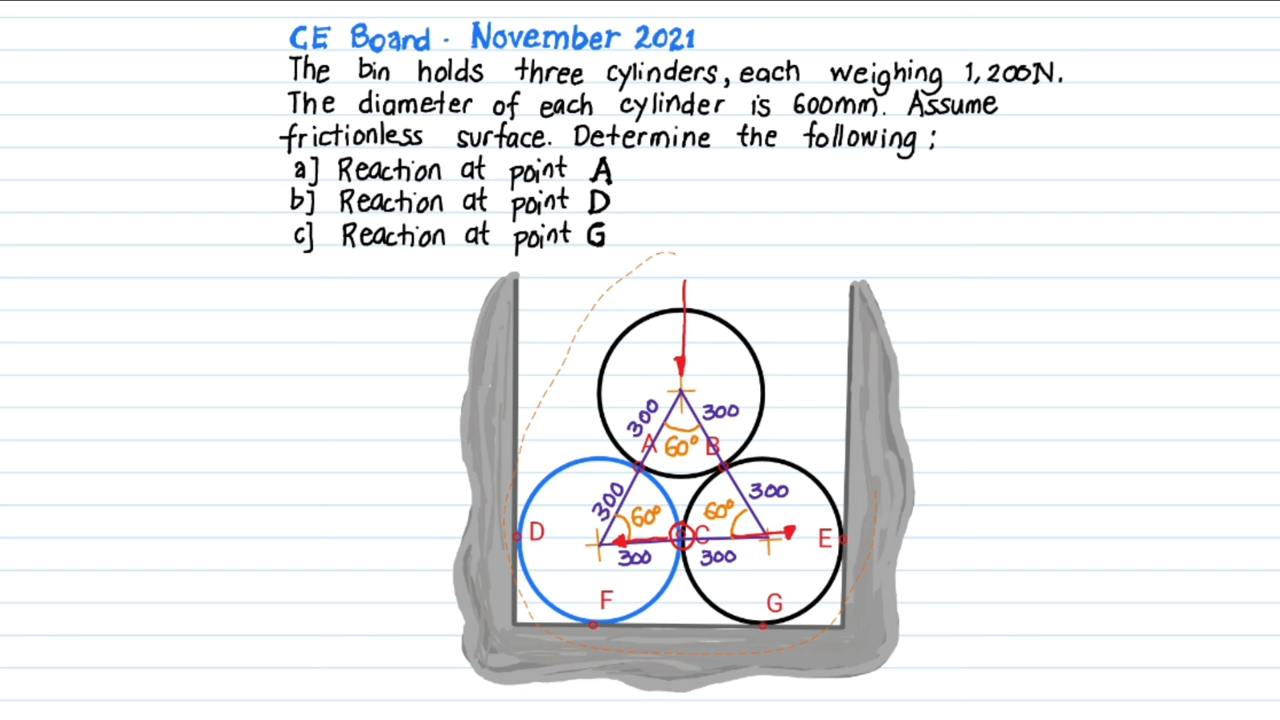 CE Board - November 2021
The bin holds three cylinders, each weighing 1,200N.
The diameter of each cylinder is 600mm. Assume
frictionless surface. Determine the following:
a] Reaction at point A
b] Reaction at point D
c] Reaction at point G
300 300
A 60° B
300 300
60° 60°
D C E
300 300
F G